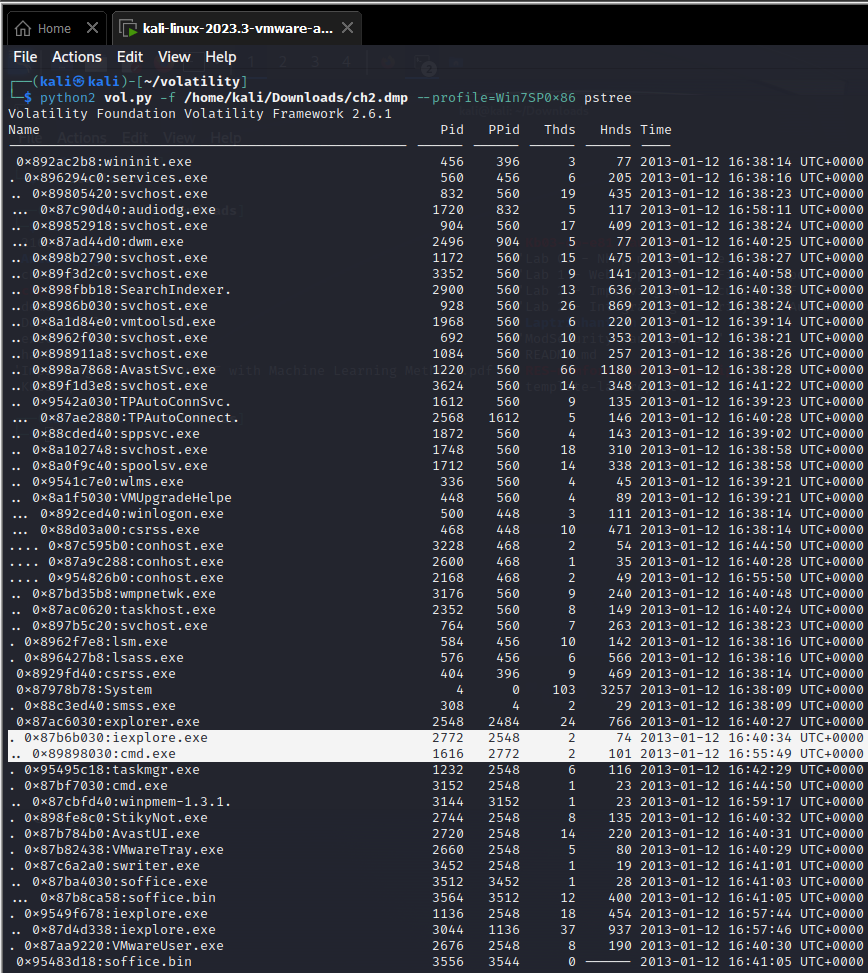 Home
kali-linux-2023.3-vmware-a...
File Actions Edit View Help
┌──(kali㉿kali)-[~/volatility]
└─$ python2 vol.py -f /home/kali/Downloads/ch2.dmp --profile=Win7SP0×86 pstree
Volatility Foundation Volatility Framework 2.6.1
Name Pid PPid Thds Hnds Time
0×892ac2b8:wininit.exe 456 396 3 77 2013-01-12 16:38:14 UTC+0000
. 0×896294c0:services.exe 560 456 6 205 2013-01-12 16:38:16 UTC+0000
.. 0×89805420:svchost.exe 832 560 19 435 2013-01-12 16:38:23 UTC+0000
... 0×87c90d40:audiodg.exe 1720 832 5 117 2013-01-12 16:58:11 UTC+0000
.. 0×89852918:svchost.exe 904 560 17 409 2013-01-12 16:38:24 UTC+0000
... 0×87ad44d0:dwm.exe 2496 904 5 77 2013-01-12 16:40:25 UTC+0000
.. 0×898b2790:svchost.exe 1172 560 15 475 2013-01-12 16:38:27 UTC+0000
.. 0×89f3d2c0:svchost.exe 3352 560 9 141 2013-01-12 16:40:58 UTC+0000
.. 0×898fbb18:SearchIndexer. 2900 560 13 636 2013-01-12 16:40:38 UTC+0000
.. 0×8986b030:svchost.exe 928 560 26 869 2013-01-12 16:38:24 UTC+0000
.. 0×8a1d84e0:vmtoolsd.exe 1968 560 6 220 2013-01-12 16:39:14 UTC+0000
.. 0×8962f030:svchost.exe 692 560 10 353 2013-01-12 16:38:21 UTC+0000
.. 0×898911a8:svchost.exe 1084 560 10 257 2013-01-12 16:38:26 UTC+0000
.. 0×898a7868:AvastSvc.exe 1220 560 66 1180 2013-01-12 16:38:28 UTC+0000
.. 0×89f1d3e8:svchost.exe 3624 560 14 348 2013-01-12 16:41:22 UTC+0000
.. 0×9542a030:TPAutoConnSvc. 1612 560 9 135 2013-01-12 16:39:23 UTC+0000
... 0×87ae2880:TPAutoConnect. 2568 1612 5 146 2013-01-12 16:40:28 UTC+0000
.. 0×88cded40:sppsvc.exe 1872 560 4 143 2013-01-12 16:39:02 UTC+0000
.. 0×8a102748:svchost.exe 1748 560 18 310 2013-01-12 16:38:58 UTC+0000
.. 0×8a0f9c40:spoolsv.exe 1712 560 14 338 2013-01-12 16:38:58 UTC+0000
.. 0×9541c7e0:wlms.exe 336 560 4 45 2013-01-12 16:39:21 UTC+0000
.. 0×8a1f5030:VMUpgradeHelpe 448 560 4 89 2013-01-12 16:39:21 UTC+0000
... 0×892ced40:winlogon.exe 500 448 3 111 2013-01-12 16:38:14 UTC+0000
... 0×88d03a00:csrss.exe 468 448 10 471 2013-01-12 16:38:14 UTC+0000
.... 0×87c595b0:conhost.exe 3228 468 2 54 2013-01-12 16:44:50 UTC+0000
.... 0×87a9c288:conhost.exe 2600 468 1 35 2013-01-12 16:40:28 UTC+0000
.... 0×954826b0:conhost.exe 2168 468 2 49 2013-01-12 16:55:50 UTC+0000
.. 0×87bd35b8:wmpnetwk.exe 3176 560 9 240 2013-01-12 16:40:48 UTC+0000
.. 0×87ac0620:taskhost.exe 2352 560 8 149 2013-01-12 16:40:24 UTC+0000
.. 0×897b5c20:svchost.exe 764 560 7 263 2013-01-12 16:38:23 UTC+0000
. 0×8962f7e8:lsm.exe 584 456 10 142 2013-01-12 16:38:16 UTC+0000
. 0×896427b8:lsass.exe 576 456 6 566 2013-01-12 16:38:16 UTC+0000
0×8929fd40:csrss.exe 404 396 9 469 2013-01-12 16:38:14 UTC+0000
0×87978b78:System 4 0 103 3257 2013-01-12 16:38:09 UTC+0000
. 0×88c3ed40:smss.exe 308 4 2 29 2013-01-12 16:38:09 UTC+0000
0×87ac6030:explorer.exe 2548 2484 24 766 2013-01-12 16:40:27 UTC+0000
. 0×87b6b030:iexplore.exe 2772 2548 2 74 2013-01-12 16:40:34 UTC+0000
.. 0×89898030:cmd.exe 1616 2772 2 101 2013-01-12 16:55:49 UTC+0000
. 0×95495c18:taskmgr.exe 1232 2548 6 116 2013-01-12 16:42:29 UTC+0000
. 0×87bf7030:cmd.exe 3152 2548 1 23 2013-01-12 16:44:50 UTC+0000
.. 0×87cbfd40:winpmem-1.3.1. 3144 3152 1 23 2013-01-12 16:59:17 UTC+0000
. 0×898fe8c0:StikyNot.exe 2744 2548 8 135 2013-01-12 16:40:32 UTC+0000
. 0×87b784b0:AvastUI.exe 2720 2548 14 220 2013-01-12 16:40:31 UTC+0000
. 0×87b82438:VMwareTray.exe 2660 2548 5 80 2013-01-12 16:40:29 UTC+0000
. 0×87c6a2a0:swriter.exe 3452 2548 1 19 2013-01-12 16:41:01 UTC+0000
.. 0×87ba4030:soffice.exe 3512 3452 1 28 2013-01-12 16:41:03 UTC+0000
... 0×87b8ca58:soffice.bin 3564 3512 12 400 2013-01-12 16:41:05 UTC+0000
. 0×9549f678:iexplore.exe 1136 2548 18 454 2013-01-12 16:57:44 UTC+0000
.. 0×87d4d338:iexplore.exe 3044 1136 37 937 2013-01-12 16:57:46 UTC+0000
. 0×87aa9220:VMwareUser.exe 2676 2548 8 190 2013-01-12 16:40:30 UTC+0000
0×95483d18:soffice.bin 3556 3544 0 ------ 2013-01-12 16:41:05 UTC+0000